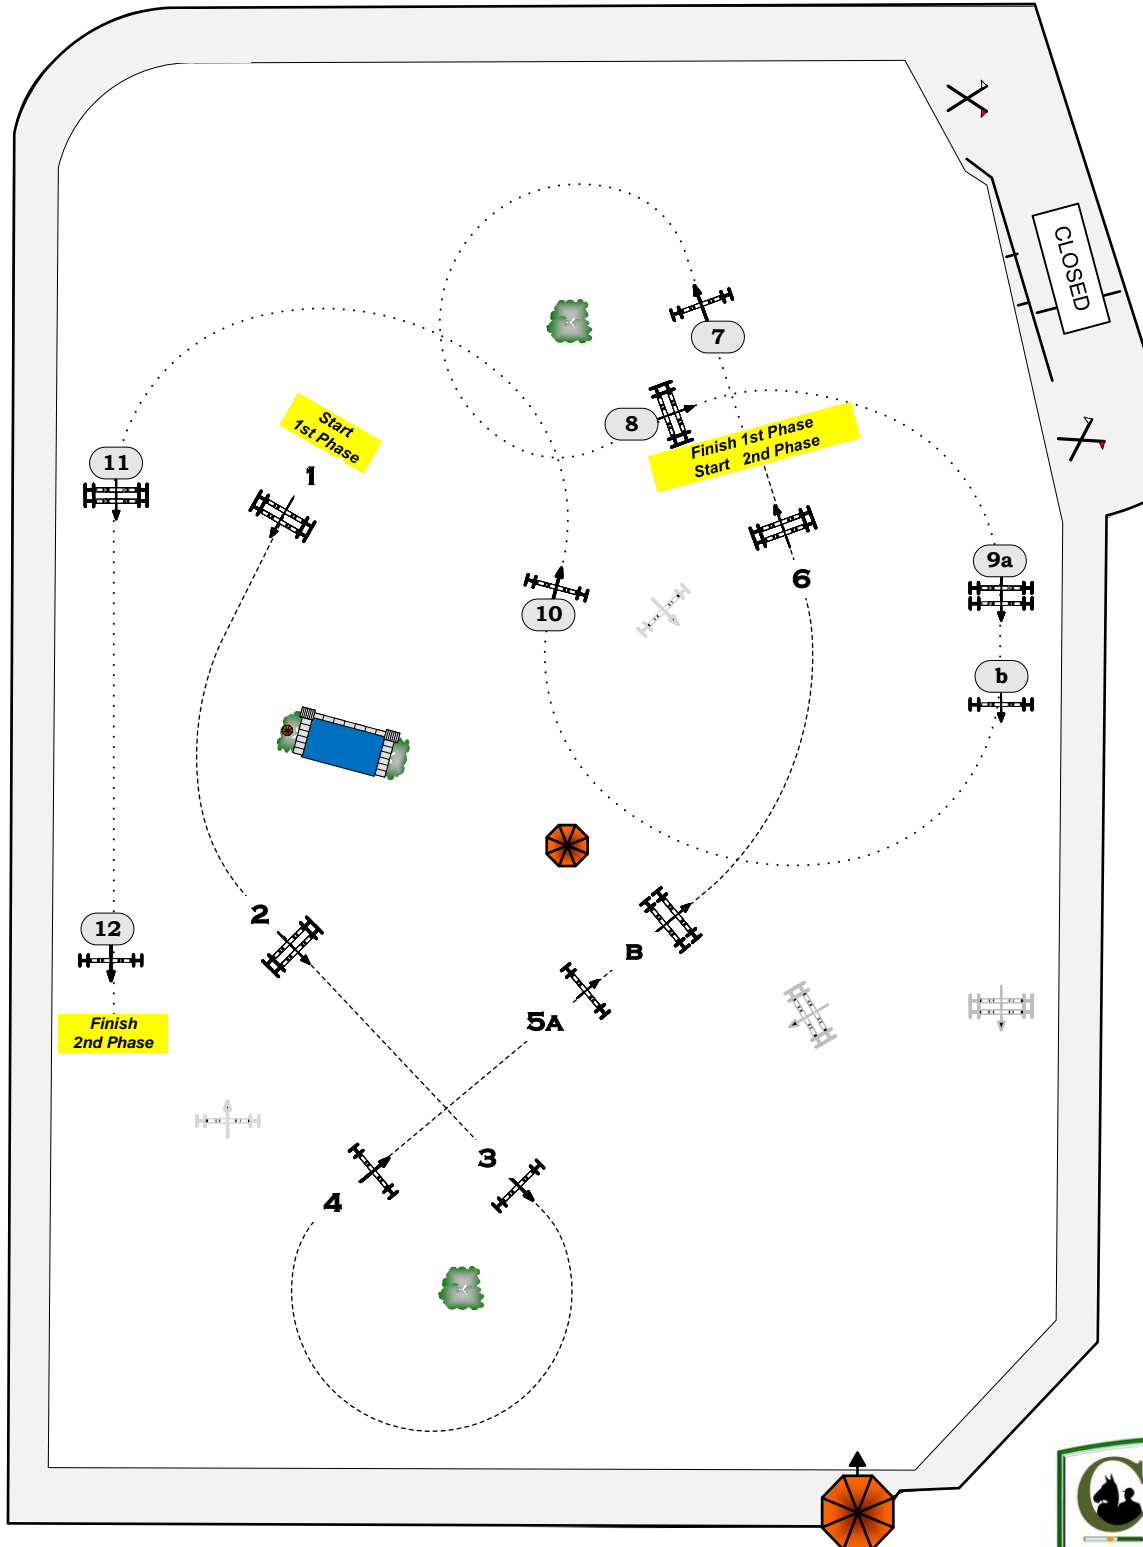 CLOSED
7
Start
1st Phase
8
Finish 1st Phase
Start 2nd Phase
11
1
9a
6
10
b
2
12
B
5A
Finish
2nd Phase
3
4
C